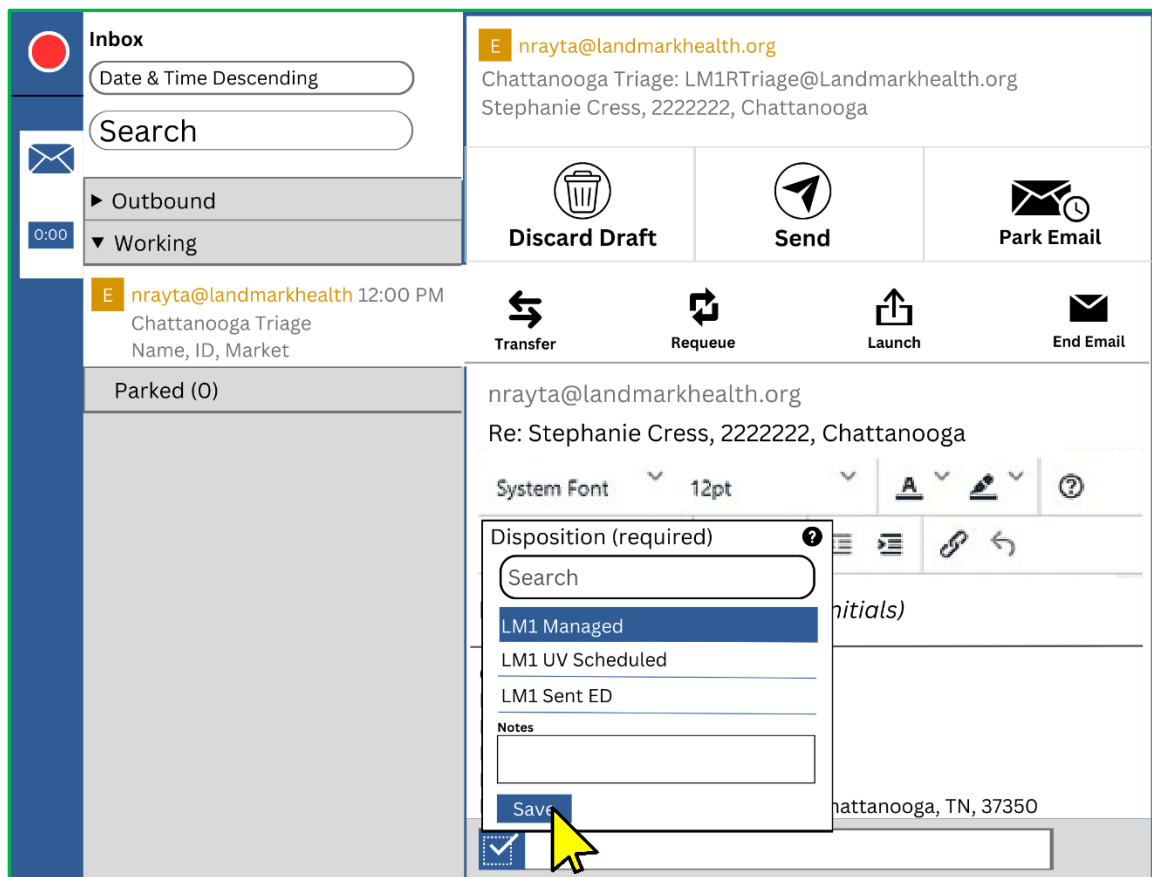 Inbox
Date & Time Descending
Search
0:00
Outbound
Working
E nrayta@landmarkhealth 12:00 PM
Chattanooga Triage
Name, ID, Market
Parked (0)
E nrayta@landmarkhealth.org
Chattanooga Triage: LM1RTriage@Landmarkhealth.org
Stephanie Cress, 2222222, Chattanooga
Discard Draft
Send
Park Email
Transfer
Requeue
Launch
End Email
nrayta@landmarkhealth.org
Re: Stephanie Cress, 2222222, Chattanooga
System Font 12pt A ?
Disposition (required) ?
Search
LM1 Managed
LM1 UV Scheduled
LM1 Sent ED
Notes
Save
nitials)
hattanooga, TN, 37350